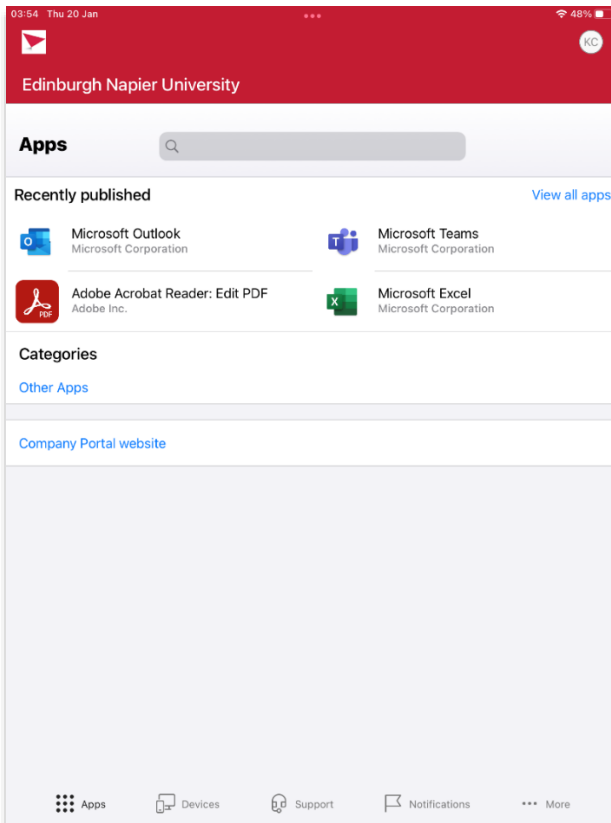 03:54 Thu 20 Jan
48%
KC
Edinburgh Napier University
Apps
Recently published
View all apps
Microsoft Outlook
Microsoft Corporation
Microsoft Teams
Microsoft Corporation
Adobe Acrobat Reader: Edit PDF
Adobe Inc.
Microsoft Excel
Microsoft Corporation
Categories
Other Apps
Company Portal website
Apps
Devices
Support
Notifications
More